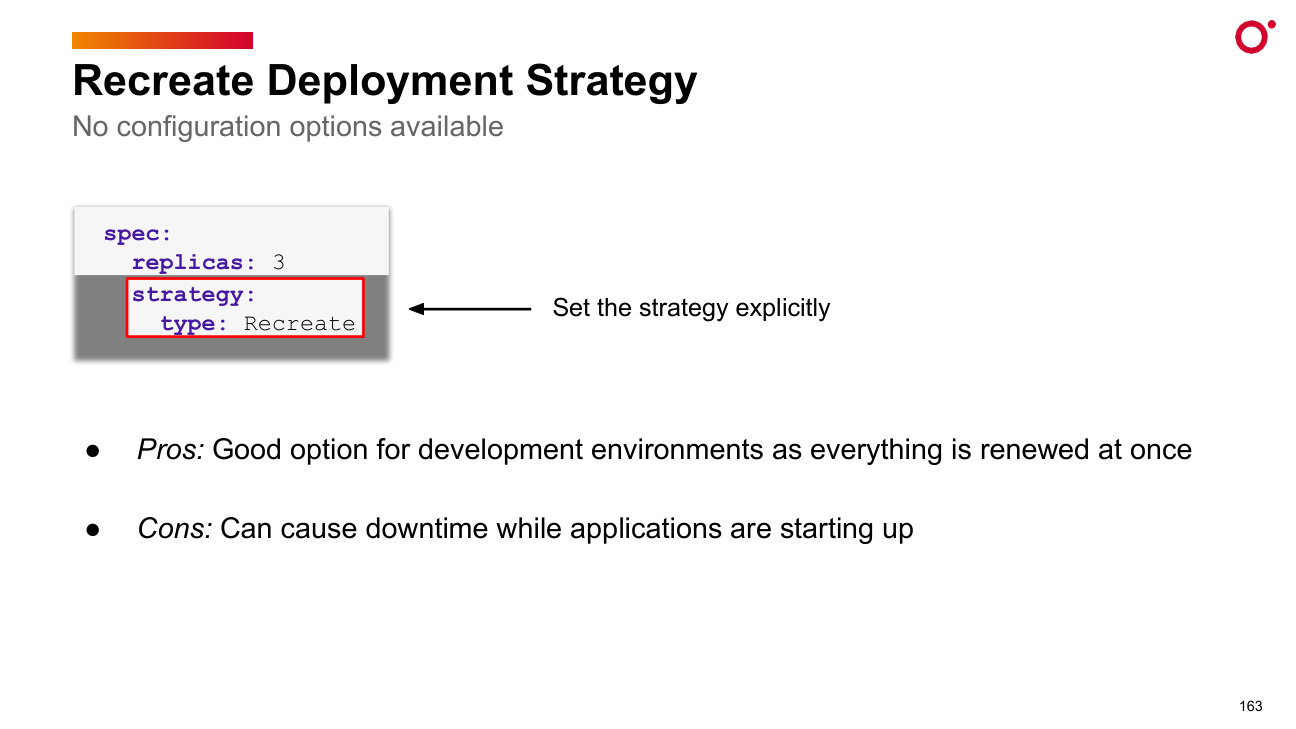 Recreate Deployment Strategy
No configuration options available
spec:
  replicas: 3
  strategy:
    type: Recreate
Set the strategy explicitly
● Pros: Good option for development environments as everything is renewed at once
● Cons: Can cause downtime while applications are starting up
163